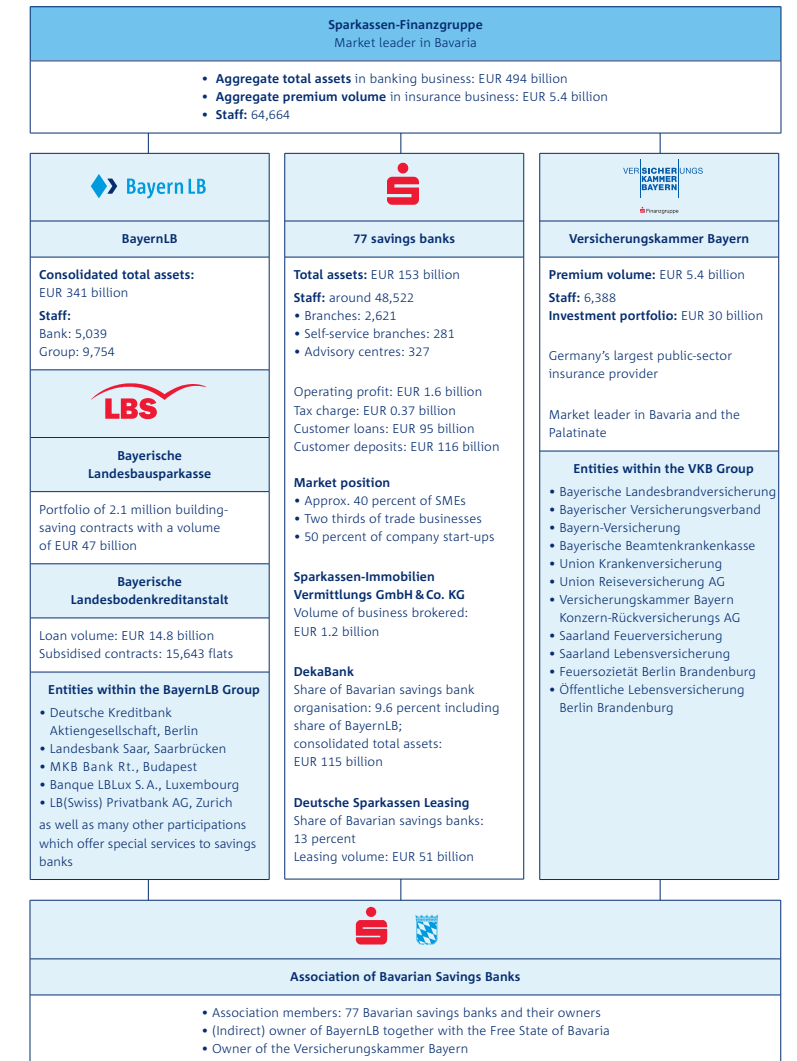 Sparkassen-Finanzgruppe
Market leader in Bavaria
• Aggregate total assets in banking business: EUR 494 billion
• Aggregate premium volume in insurance business: EUR 5.4 billion
• Staff: 64,664
Bayern LB
BayernLB
Consolidated total assets:
EUR 341 billion
Staff:
Bank: 5,039
Group: 9,754
LBS
Bayerische
Landesbausparkasse
Portfolio of 2.1 million building-
saving contracts with a volume
of EUR 47 billion
Bayerische
Landesbodenkreditanstalt
Loan volume: EUR 14.8 billion
Subsidised contracts: 15,643 flats
Entities within the BayernLB Group
• Deutsche Kreditbank
Aktiengesellschaft, Berlin
• Landesbank Saar, Saarbrücken
• MKB Bank Rt., Budapest
• Banque LBLux S. A., Luxembourg
• LB(Swiss) Privatbank AG, Zurich
as well as many other participations
which offer special services to savings
banks
77 savings banks
Total assets: EUR 153 billion
Staff: around 48,522
• Branches: 2,621
• Self-service branches: 281
• Advisory centres: 327
Operating profit: EUR 1.6 billion
Tax charge: EUR 0.37 billion
Customer loans: EUR 95 billion
Customer deposits: EUR 116 billion
Market position
• Approx. 40 percent of SMEs
• Two thirds of trade businesses
• 50 percent of company start-ups
Sparkassen-Immobilien
Vermittlungs GmbH & Co. KG
Volume of business brokered:
EUR 1.2 billion
DekaBank
Share of Bavarian savings bank
organisation: 9.6 percent including
share of BayernLB;
consolidated total assets:
EUR 115 billion
Deutsche Sparkassen Leasing
Share of Bavarian savings banks:
13 percent
Leasing volume: EUR 51 billion
VERSICHERUNGS
KAMMER
BAYERN
Finanzgruppe
Versicherungskammer Bayern
Premium volume: EUR 5.4 billion
Staff: 6,388
Investment portfolio: EUR 30 billion
Germany's largest public-sector
insurance provider
Market leader in Bavaria and the
Palatinate
Entities within the VKB Group
• Bayerische Landesbrandversicherung
• Bayerischer Versicherungsverband
• Bayern-Versicherung
• Bayerische Beamtenkrankenkasse
• Union Krankenversicherung
• Union Reiseversicherung AG
• Versicherungskammer Bayern
Konzern-Rückversicherungs AG
• Saarland Feuerversicherung
• Saarland Lebensversicherung
• Feuersozietät Berlin Brandenburg
• Öffentliche Lebensversicherung
Berlin Brandenburg
Association of Bavarian Savings Banks
• Association members: 77 Bavarian savings banks and their owners
• (Indirect) owner of BayernLB together with the Free State of Bavaria
• Owner of the Versicherungskammer Bayern